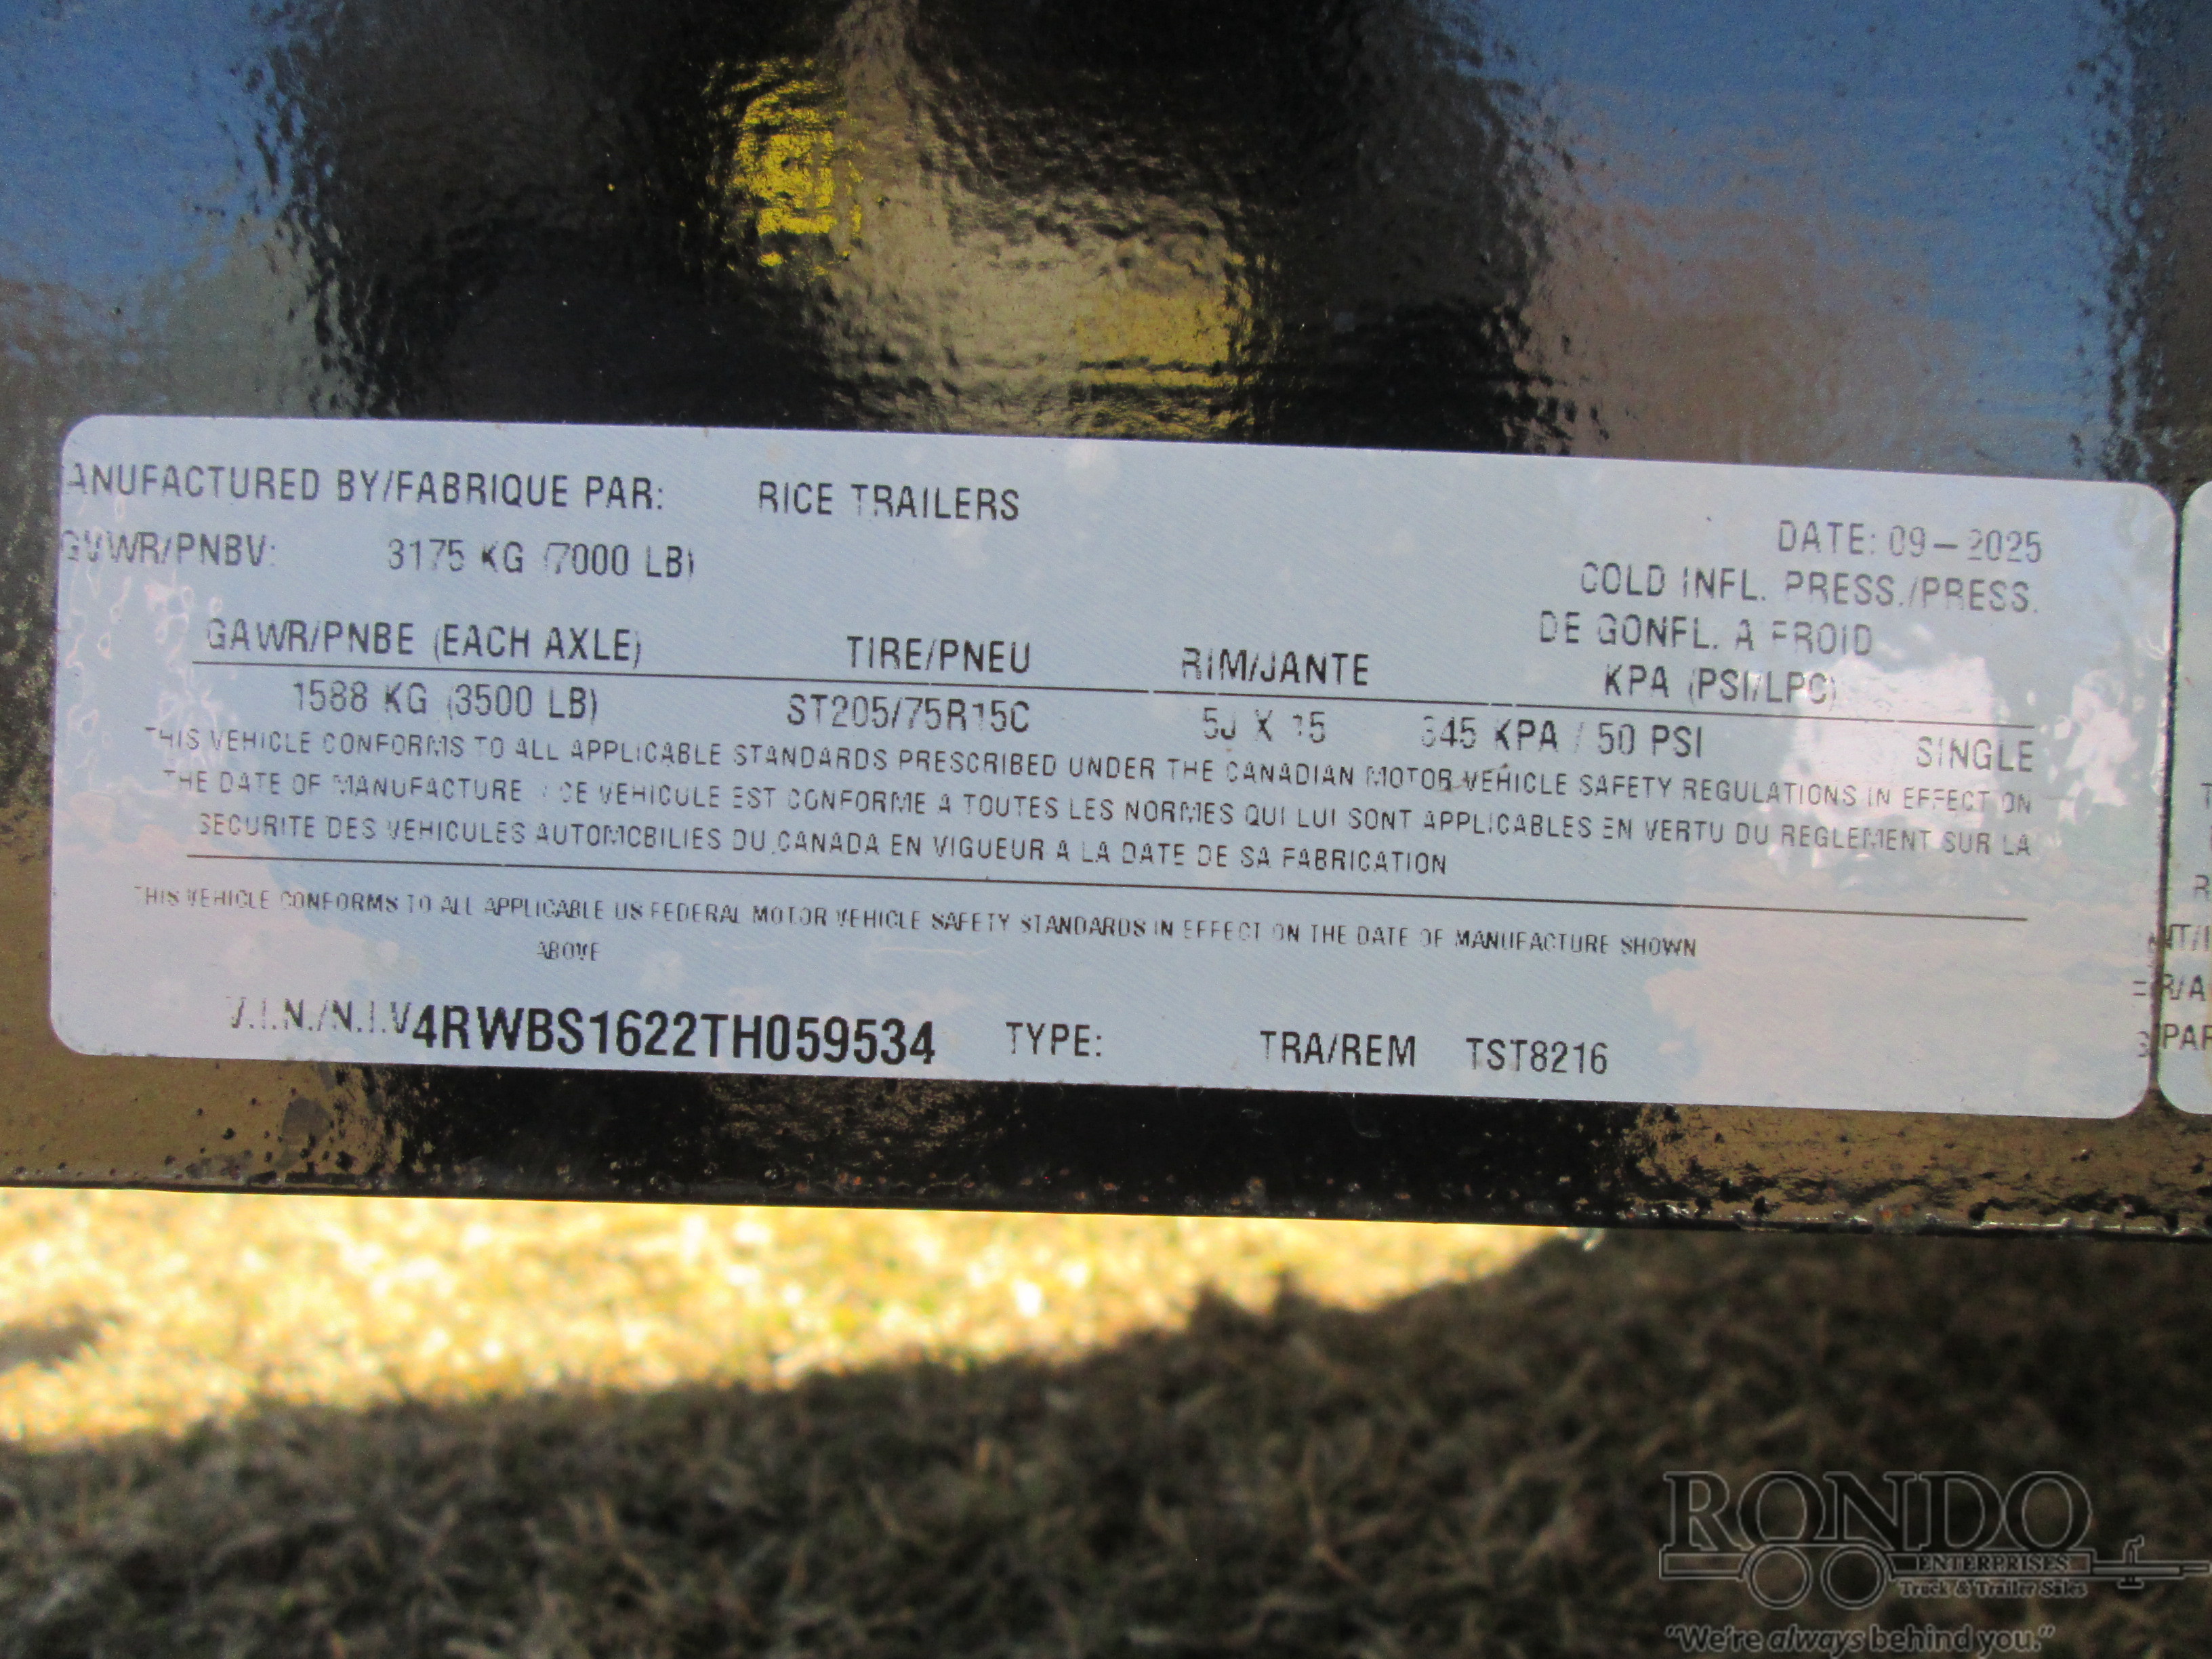 ANUFACTURED BY/FABRIQUE PAR: RICE TRAILERS
DATE: 09-2025
GVWR/PNBV: 3175 KG (7000 LB)
COLD INFL. PRESS./PRESS.
DE GONFL. A FROID
GAWR/PNBE (EACH AXLE) TIRE/PNEU RIM/JANTE KPA (PSI/LPC)
1588 KG (3500 LB) ST205/75R15C 5J X 15 345 KPA / 50 PSI SINGLE
THIS VEHICLE CONFORMS TO ALL APPLICABLE STANDARDS PRESCRIBED UNDER THE CANADIAN MOTOR VEHICLE SAFETY REGULATIONS IN EFFECT ON
THE DATE OF MANUFACTURE / CE VEHICULE EST CONFORME A TOUTES LES NORMES QUI LUI SONT APPLICABLES EN VERTU DU REGLEMENT SUR LA
SECURITE DES VEHICULES AUTOMOBILIES DU CANADA EN VIGUEUR A LA DATE DE SA FABRICATION
THIS VEHICLE CONFORMS TO ALL APPLICABLE US FEDERAL MOTOR VEHICLE SAFETY STANDARDS IN EFFECT ON THE DATE OF MANUFACTURE SHOWN
ABOVE
V.I.N./N.I.V 4RWBS1622TH059534 TYPE: TRA/REM TST8216
RONDO
ENTERPRISES
Truck & Trailer Sales
"We're always behind you."